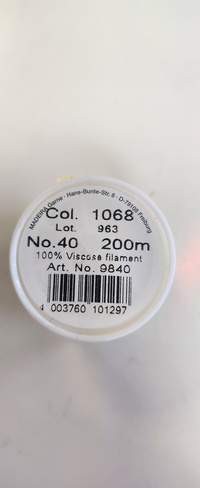 MADEIRA Garne · Hans-Bunte-Str. 8 · D-79108 Freiburg
Col. 1068
Lot. 963
No.40 200m
100% Viscose filament
Art. No. 9840
4 003760 101297